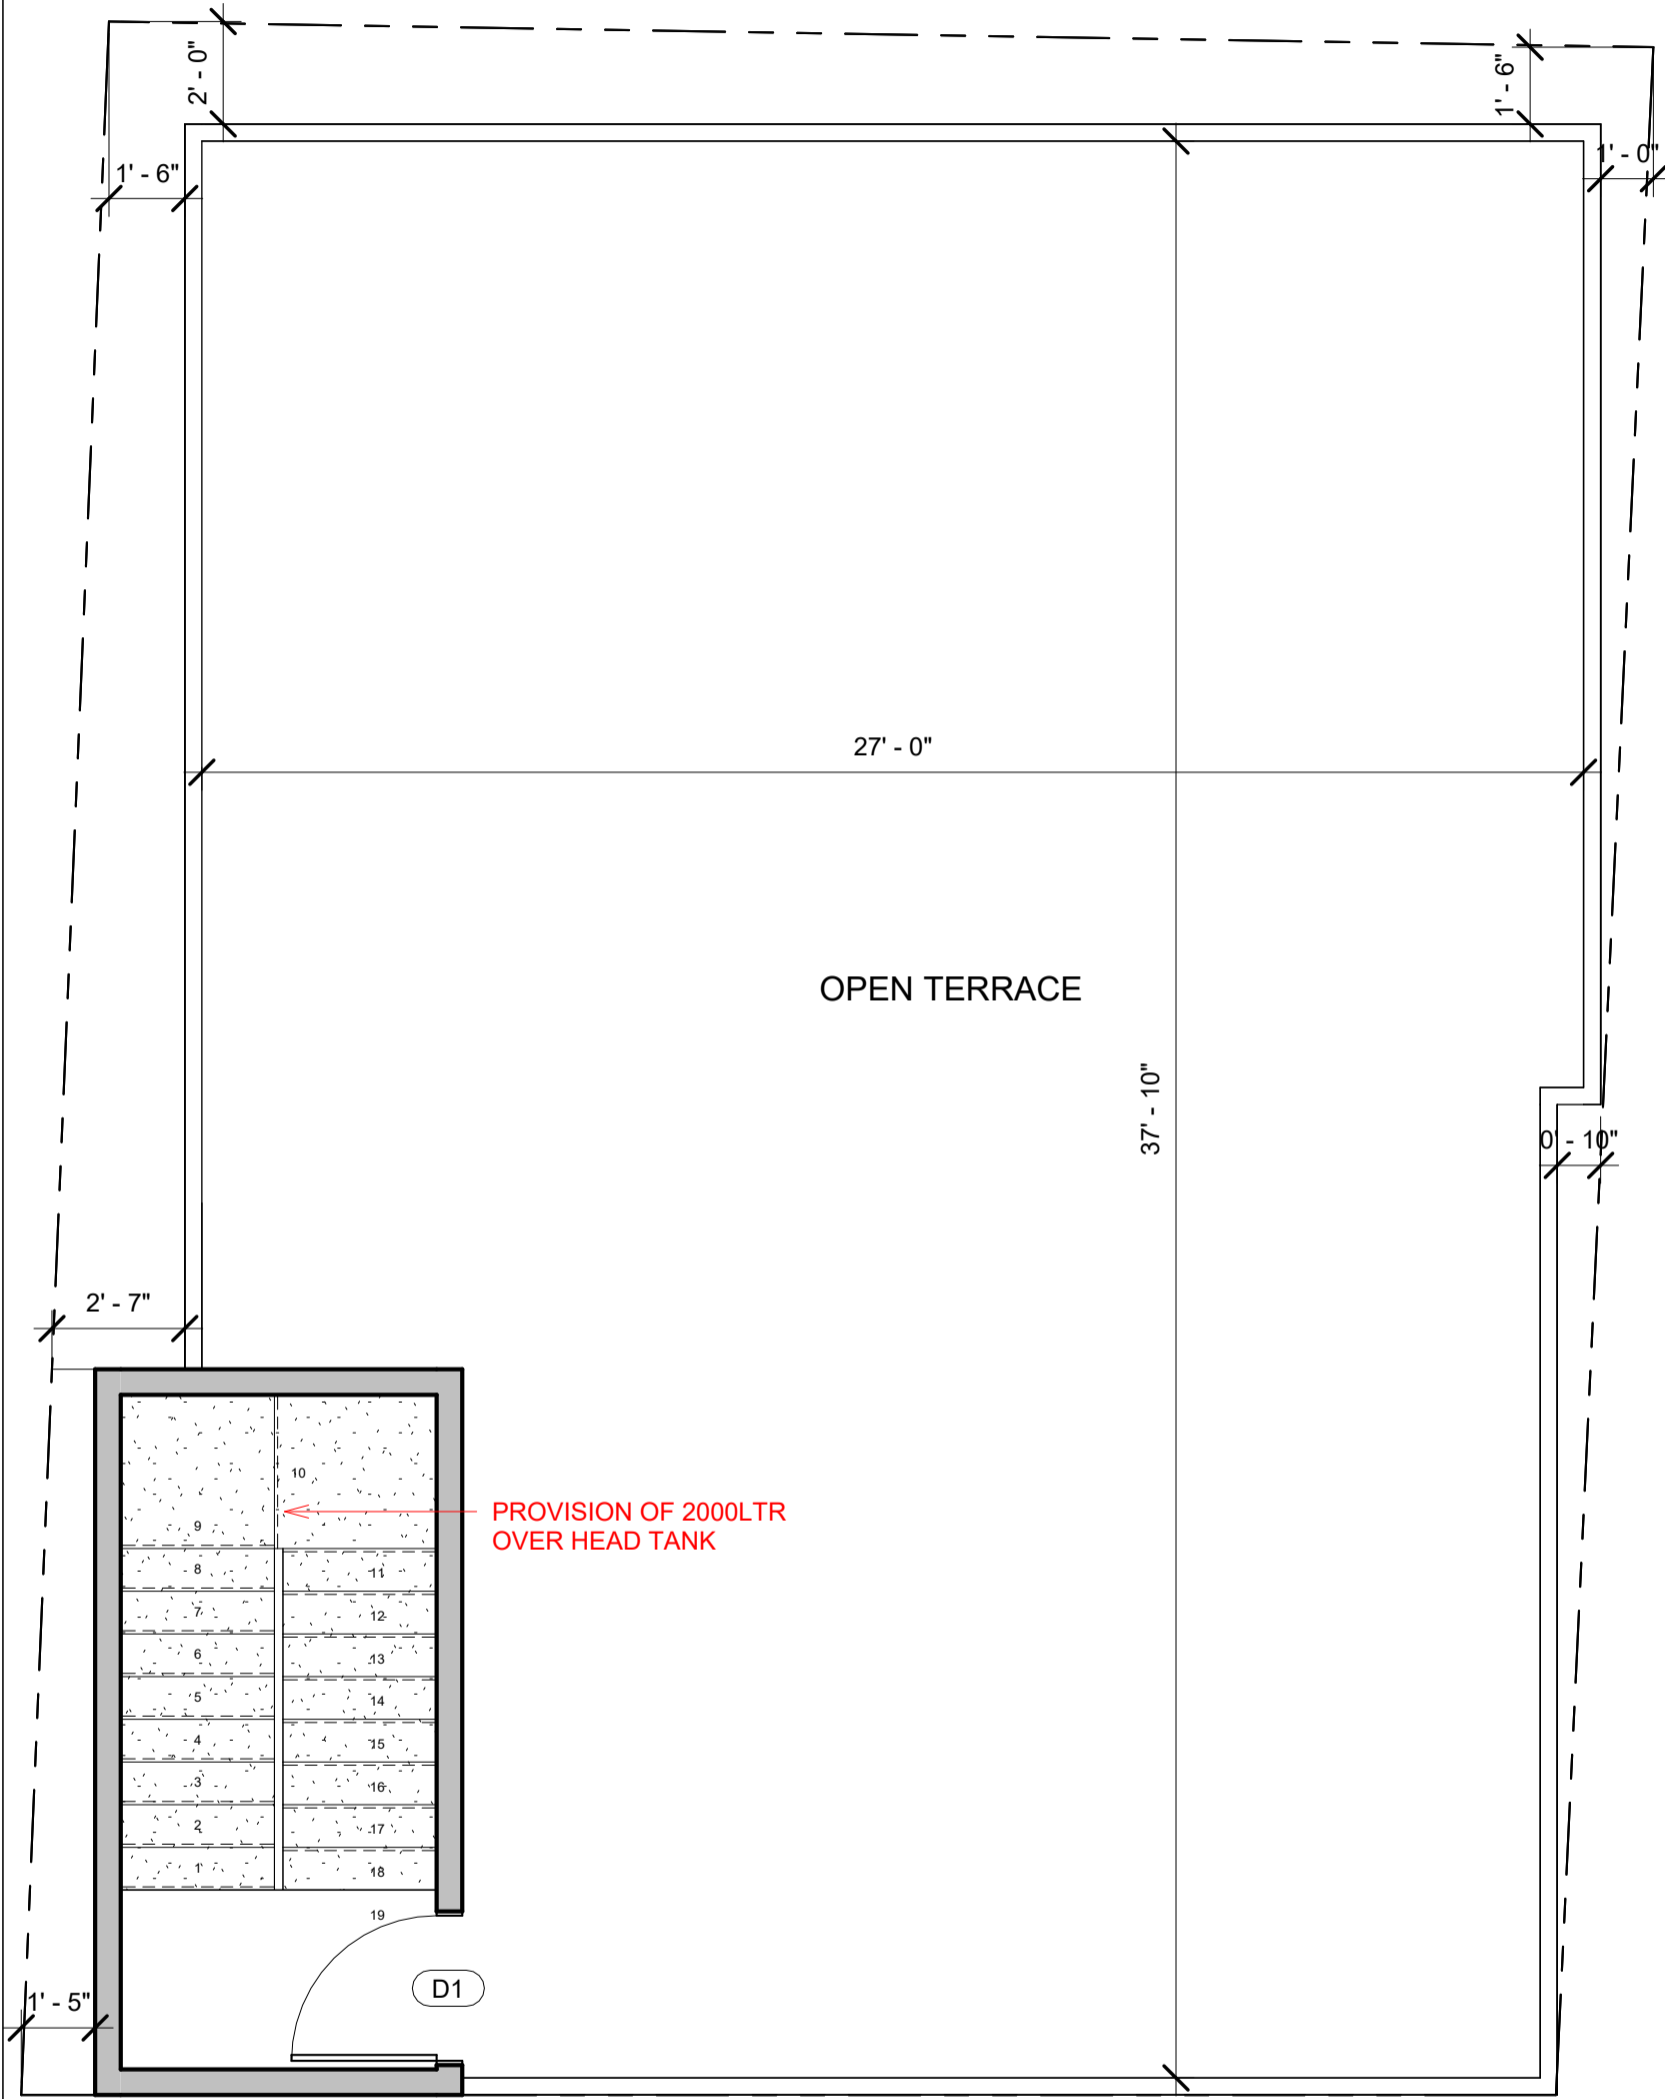 2' - 0"
1' - 6"
1' - 6"
1' - 0"
27' - 0"
OPEN TERRACE
37' - 10"
0' - 10"
2' - 7"
10
PROVISION OF 2000LTR
OVER HEAD TANK
9
8
11
7
12
6
13
5
14
4
15
3
16
2
17
1
18
19
D1
1' - 5"